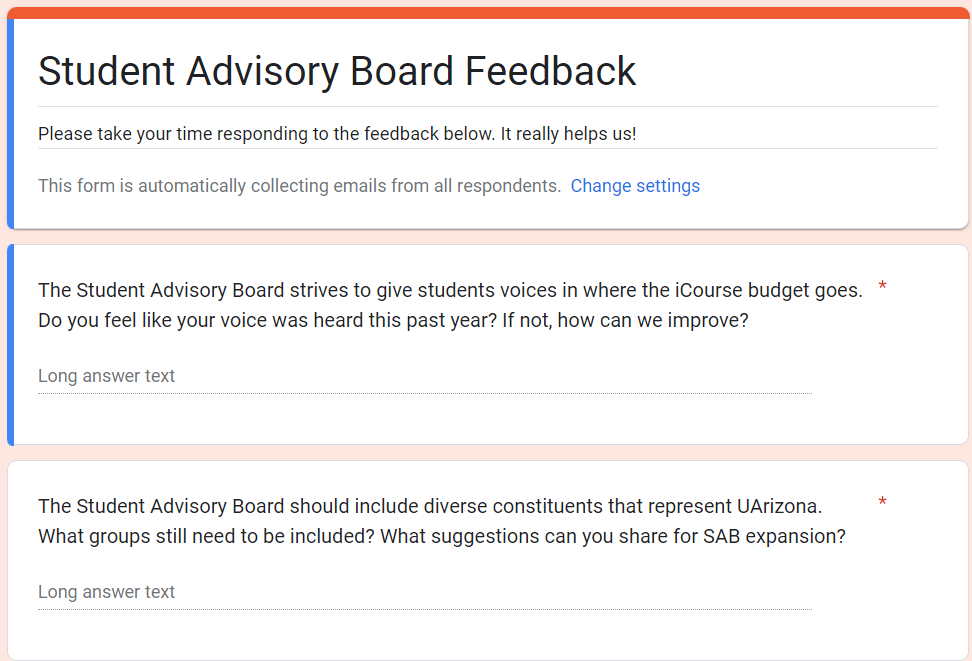 Student Advisory Board Feedback
Please take your time responding to the feedback below. It really helps us!
This form is automatically collecting emails from all respondents. Change settings
The Student Advisory Board strives to give students voices in where the iCourse budget goes. *
Do you feel like your voice was heard this past year? If not, how can we improve?
Long answer text
The Student Advisory Board should include diverse constituents that represent UArizona. *
What groups still need to be included? What suggestions can you share for SAB expansion?
Long answer text